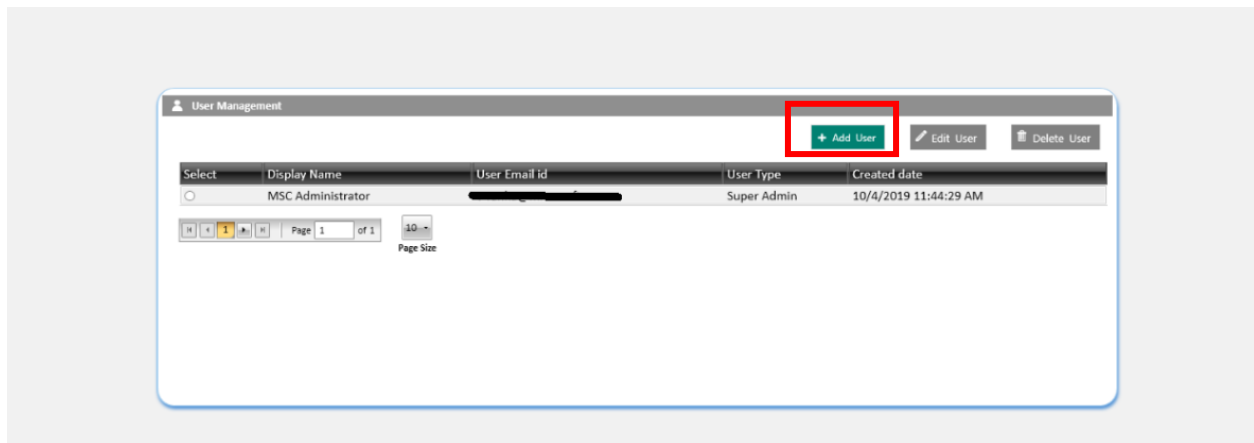 User Management
+ Add User Edit User Delete User
Select Display Name User Email id User Type Created date
MSC Administrator Super Admin 10/4/2019 11:44:29 AM
1 Page 1 of 1 10
Page Size